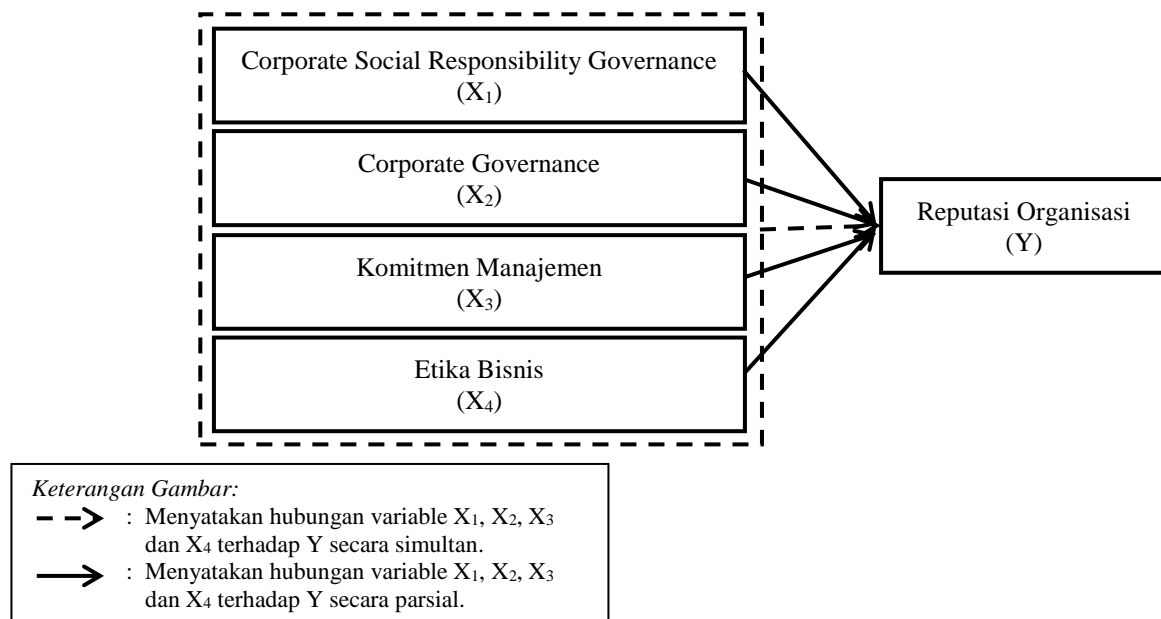 Corporate Social Responsibility Governance
(X₁)
Corporate Governance
(X₂)
Komitmen Manajemen
(X₃)
Etika Bisnis
(X₄)
Reputasi Organisasi
(Y)
Keterangan Gambar:
: Menyatakan hubungan variable X₁, X₂, X₃
dan X₄ terhadap Y secara simultan.
: Menyatakan hubungan variable X₁, X₂, X₃
dan X₄ terhadap Y secara parsial.